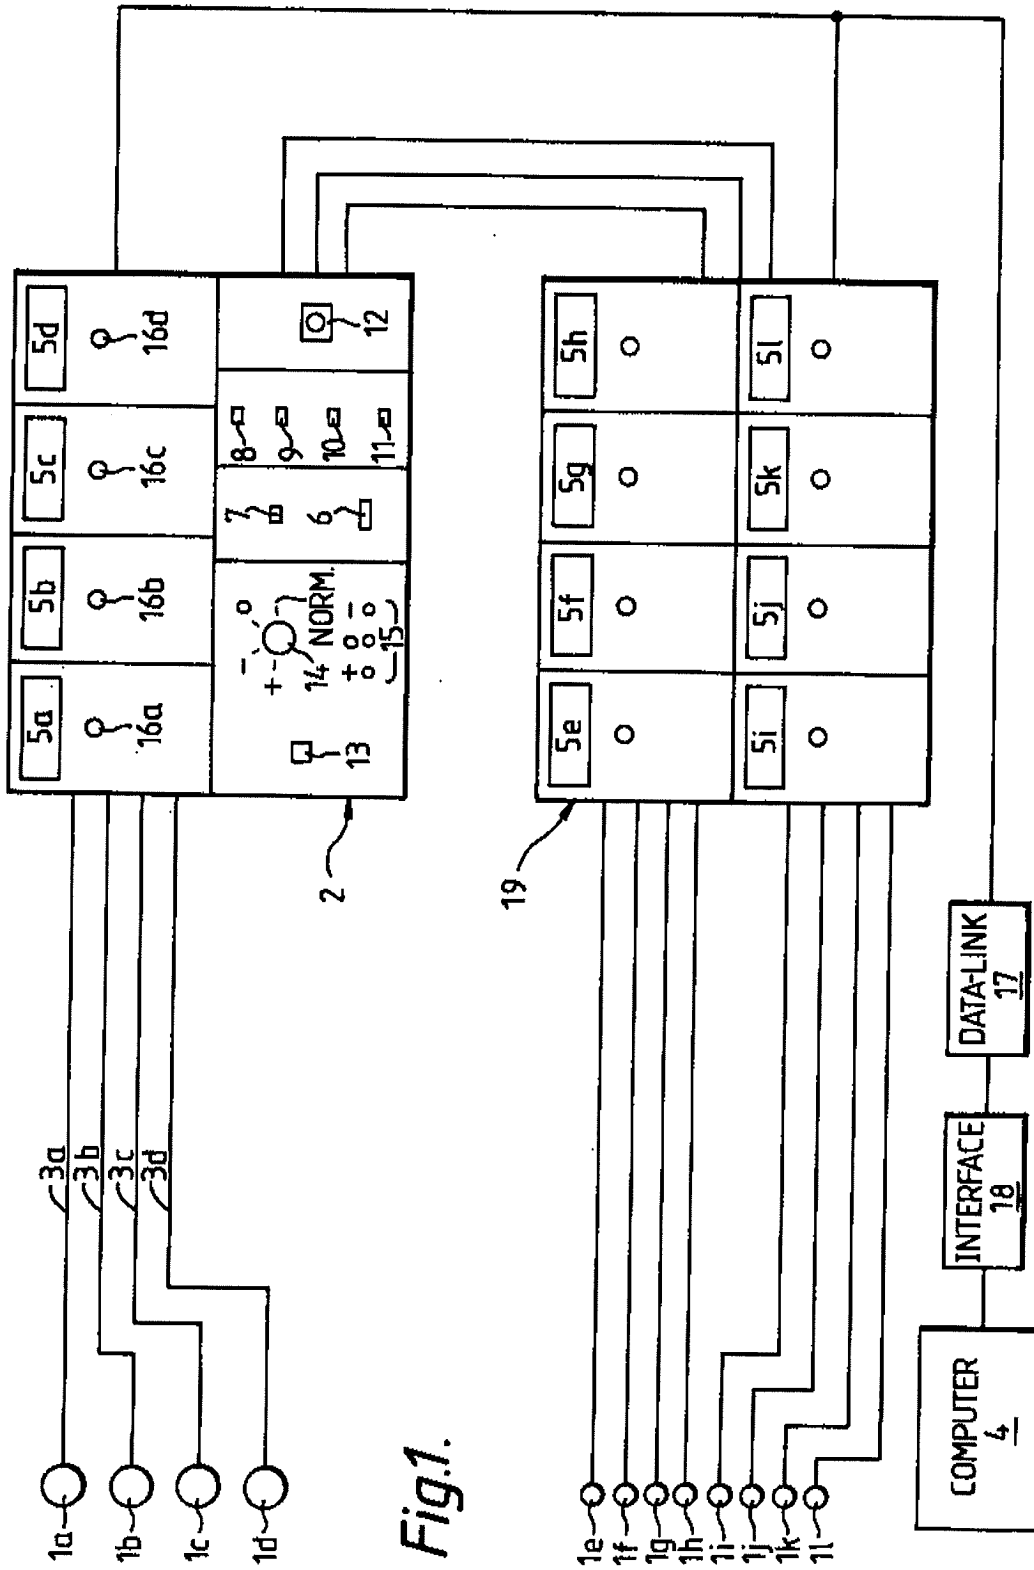 1a
1b
1c
1d
3a
3b
3c
3d
5a
5b
5c
5d
16a
16b
16c
16d
13
+
-
o
14 NORM.
+ o -
15
7
6
8
9
10
11
12
2
Fig.1.
19
5e
5f
5g
5h
5i
5j
5k
5l
1e
1f
1g
1h
1i
1j
1k
1l
COMPUTER
4
INTERFACE
18
DATA-LINK
17